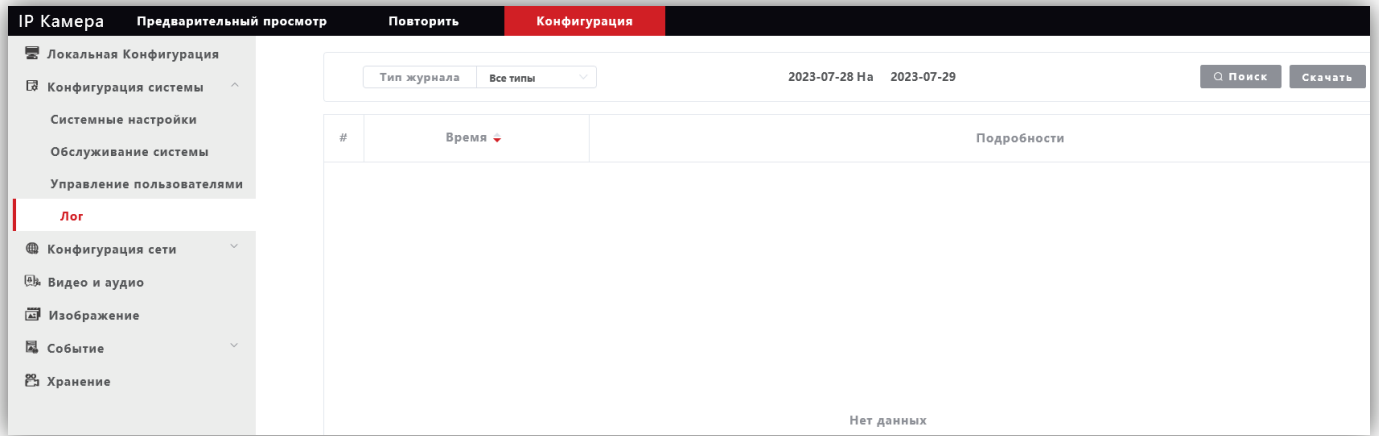 IP Камера Предварительный просмотр Повторить Конфигурация
Локальная Конфигурация
Конфигурация системы
Системные настройки
Обслуживание системы
Управление пользователями
Лог
Конфигурация сети
Видео и аудио
Изображение
Событие
Хранение
Тип журнала Все типы 2023-07-28 На 2023-07-29 Поиск Скачать
# Время Подробности
Нет данных